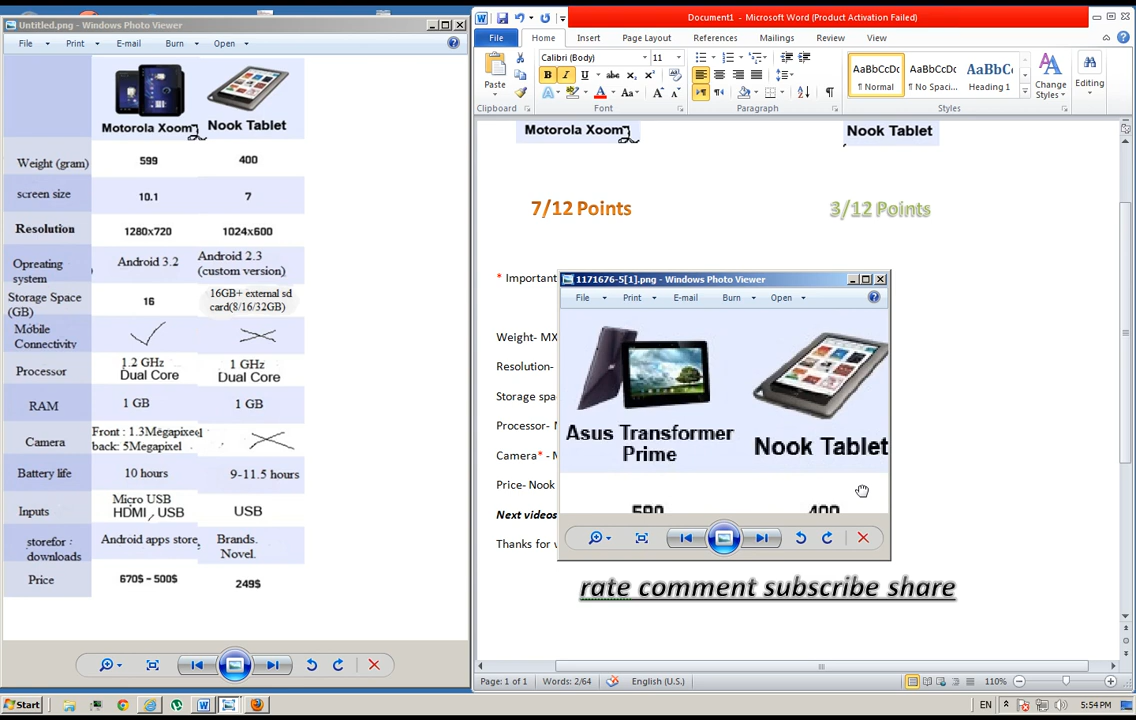 Untitled.png - Windows Photo Viewer
File Print E-mail Burn Open
Motorola Xoom Nook Tablet
Weight (gram) 599 400
screen size 10.1 7
Resolution 1280x720 1024x600
Opreating system Android 3.2 Android 2.3 (custom version)
Storage Space (GB) 16 16GB+ external sd card(8/16/32GB)
Mobile Connectivity
Processor 1.2 GHz Dual Core 1 GHz Dual Core
RAM 1 GB 1 GB
Camera Front : 1.3Megapixel back: 5Megapixel
Battery life 10 hours 9-11.5 hours
Inputs Micro USB HDMI, USB USB
storefor downloads Android apps store, Brands. Novel.
Price 670$ - 500$ 249$
Document1 - Microsoft Word (Product Activation Failed)
File Home Insert Page Layout References Mailings Review View
Paste
Calibri (Body) 11
B I U abc x₂ x²
A Aa A A
AaBbCcDc AaBbCcDc AaBbC
¶ Normal ¶ No Spaci... Heading 1
Change Styles
Editing
Clipboard Font Paragraph Styles
Motorola Xoom Nook Tablet
7/12 Points 3/12 Points
* Important
Weight- MX
Resolution-
Storage spa
Processor-
Camera* -
Price- Nook
Next videos
Thanks for
1171676-5[1].png - Windows Photo Viewer
File Print E-mail Burn Open
Asus Transformer Prime
Nook Tablet
590 400
rate comment subscribe share
Page: 1 of 1 Words: 2/64 English (U.S.) 110%
Start EN 5:54 PM